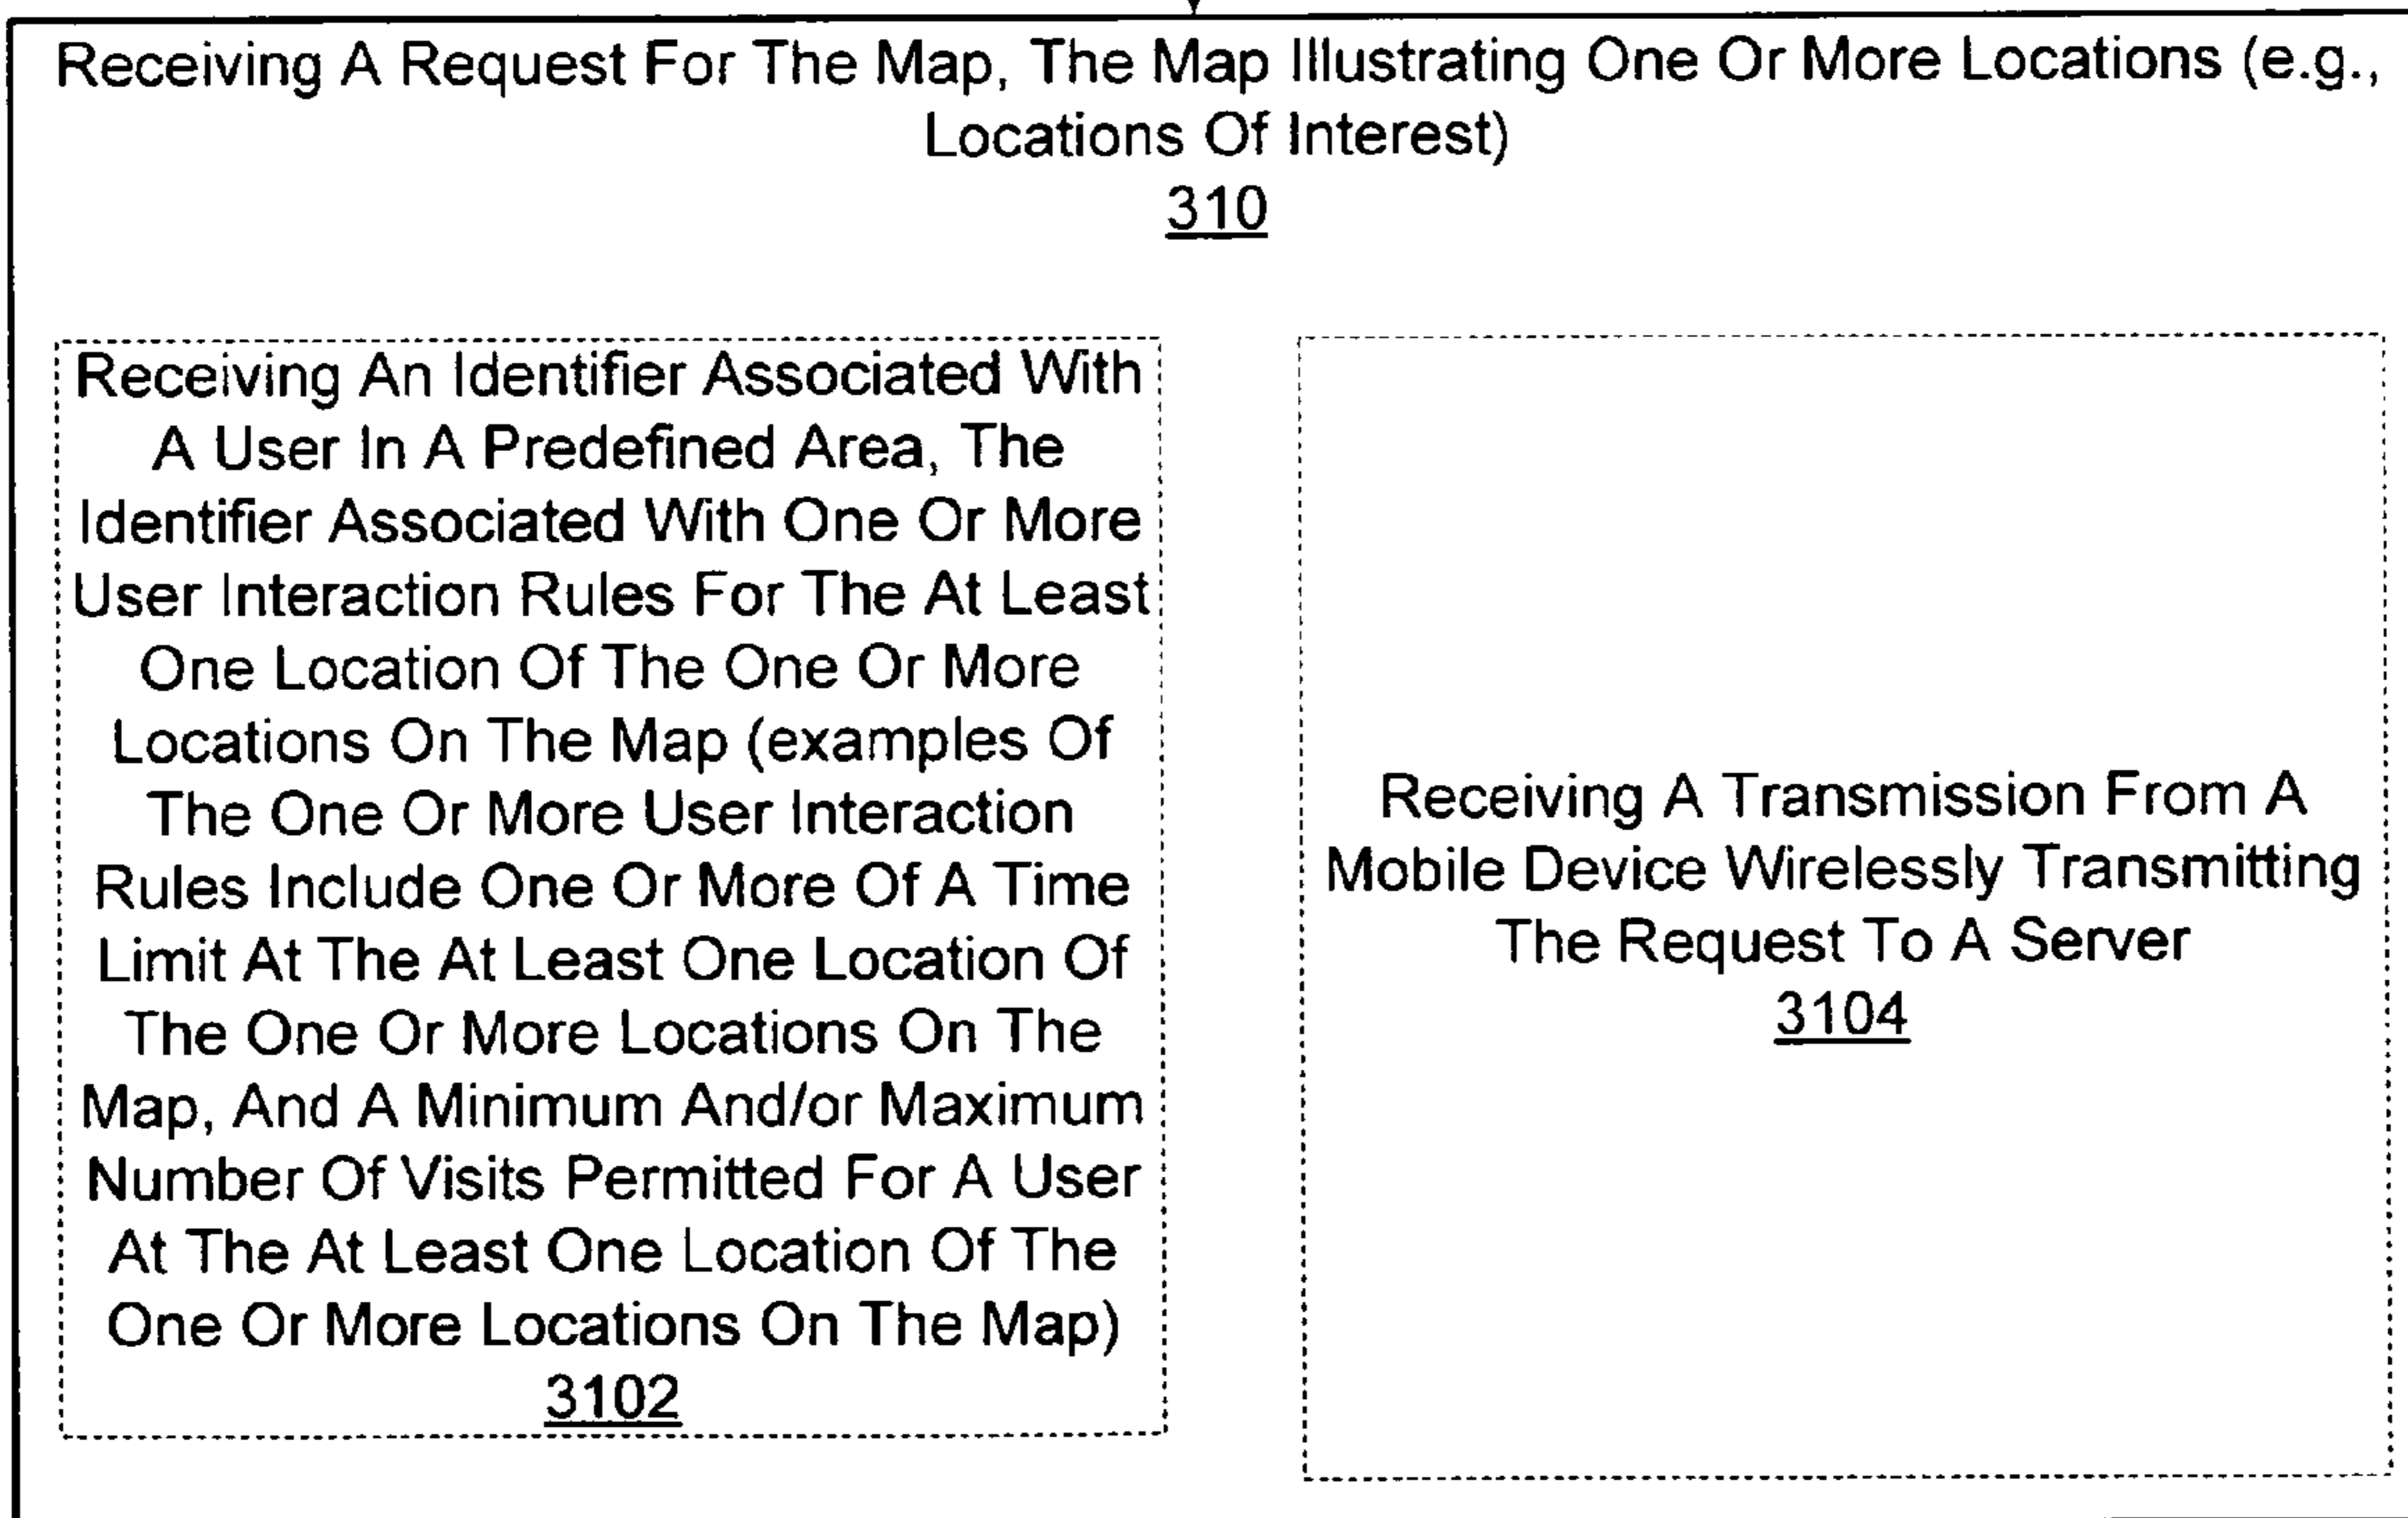 Receiving A Request For The Map, The Map Illustrating One Or More Locations (e.g.,
Locations Of Interest)
310
Receiving An Identifier Associated With
A User In A Predefined Area, The
Identifier Associated With One Or More
User Interaction Rules For The At Least
One Location Of The One Or More
Locations On The Map (examples Of
The One Or More User Interaction
Rules Include One Or More Of A Time
Limit At The At Least One Location Of
The One Or More Locations On The
Map, And A Minimum And/or Maximum
Number Of Visits Permitted For A User
At The At Least One Location Of The
One Or More Locations On The Map)
3102
Receiving A Transmission From A
Mobile Device Wirelessly Transmitting
The Request To A Server
3104